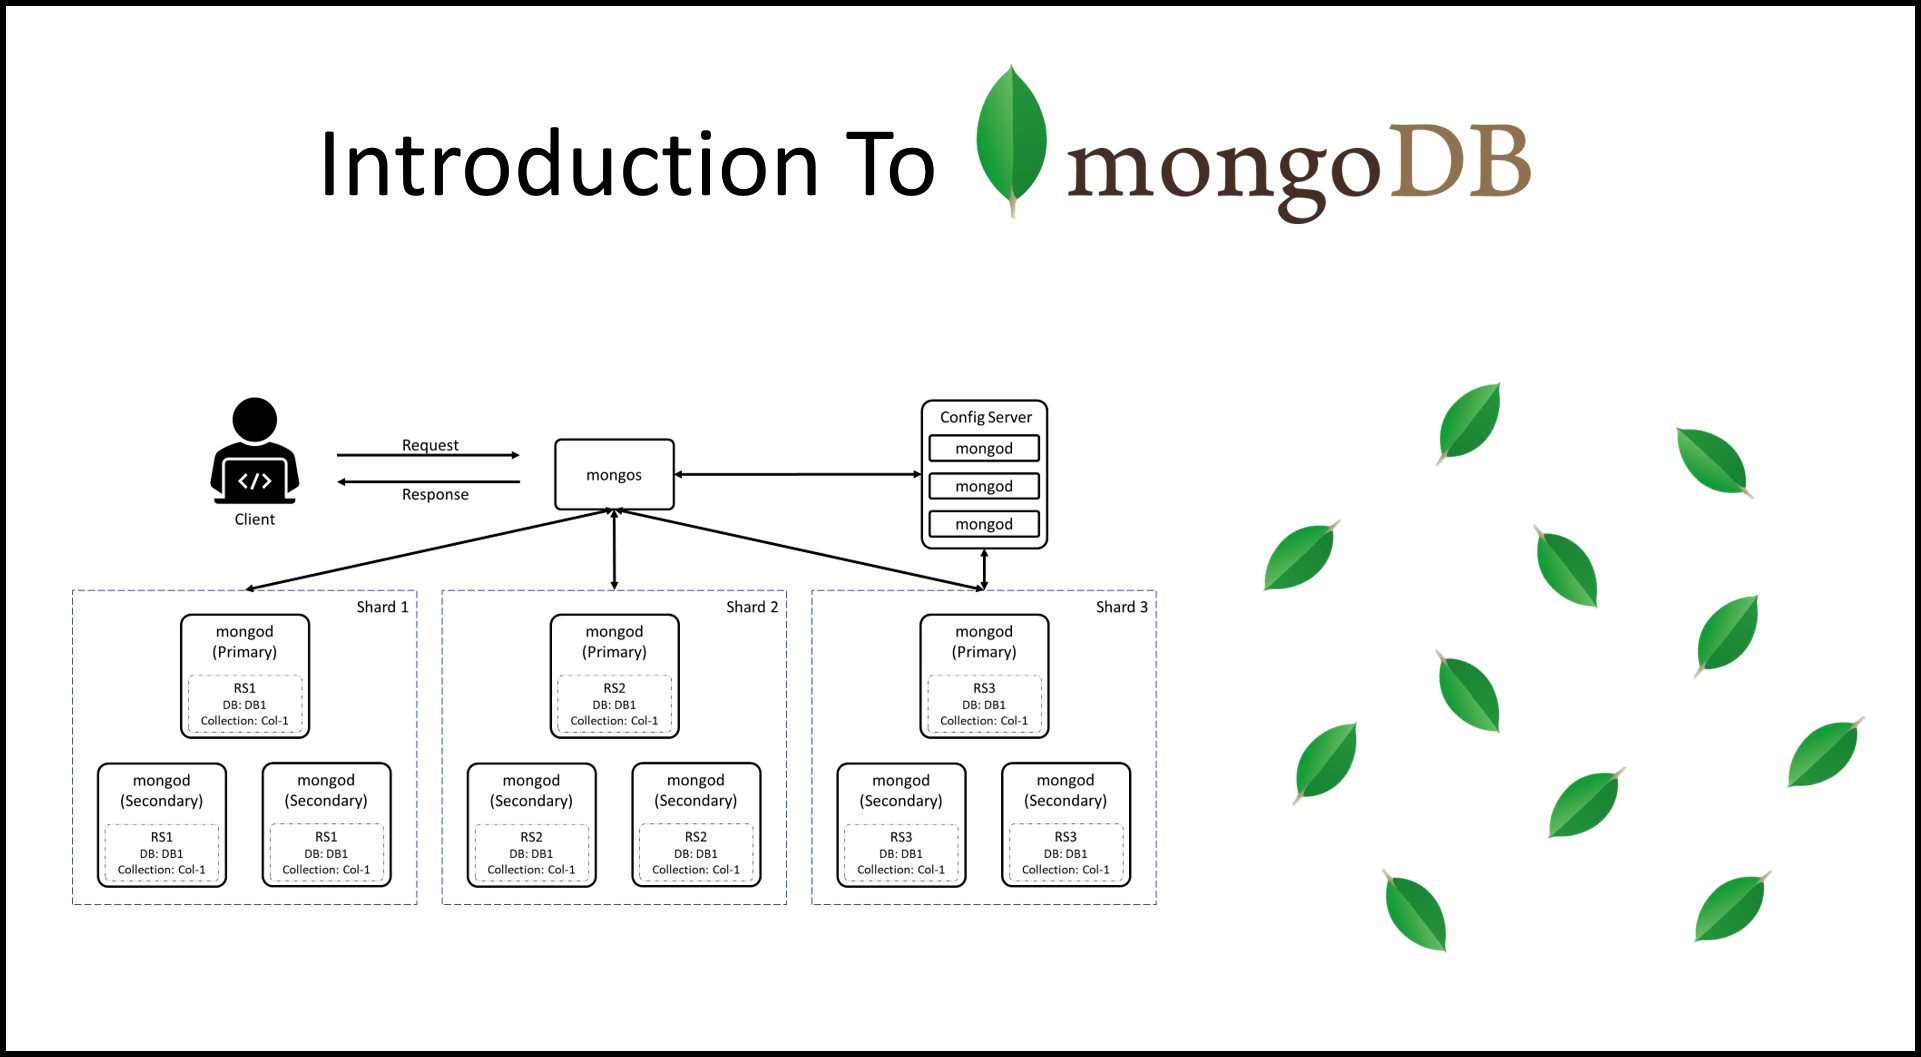 Introduction To mongoDB
Client
</>
Request
Response
mongos
Config Server
mongod
mongod
mongod
Shard 1
mongod
(Primary)
RS1
DB: DB1
Collection: Col-1
mongod
(Secondary)
RS1
DB: DB1
Collection: Col-1
mongod
(Secondary)
RS1
DB: DB1
Collection: Col-1
Shard 2
mongod
(Primary)
RS2
DB: DB1
Collection: Col-1
mongod
(Secondary)
RS2
DB: DB1
Collection: Col-1
mongod
(Secondary)
RS2
DB: DB1
Collection: Col-1
Shard 3
mongod
(Primary)
RS3
DB: DB1
Collection: Col-1
mongod
(Secondary)
RS3
DB: DB1
Collection: Col-1
mongod
(Secondary)
RS3
DB: DB1
Collection: Col-1